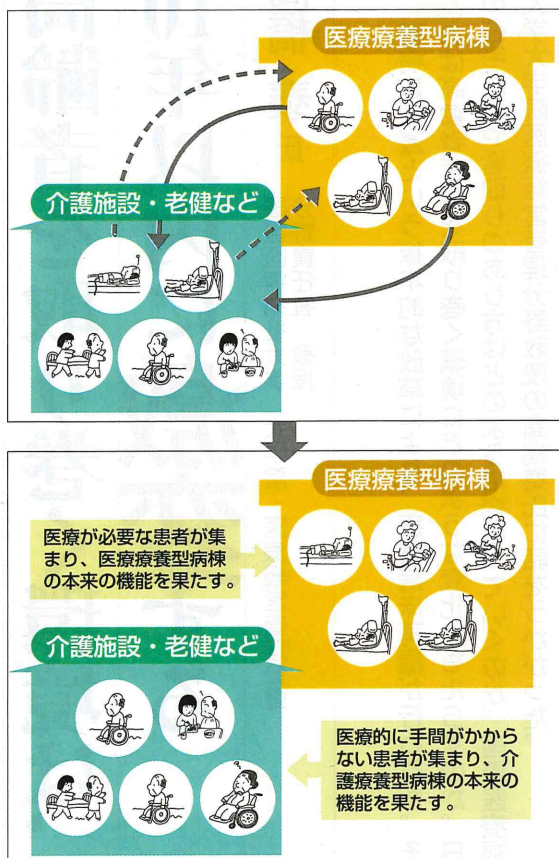 医療療養型病棟
介護施設・老健など
医療療養型病棟
医療が必要な患者が集
まり、医療療養型病棟
の本来の機能を果たす。
介護施設・老健など
医療的に手間がかから
ない患者が集まり、介
護療養型病棟の本来の
機能を果たす。